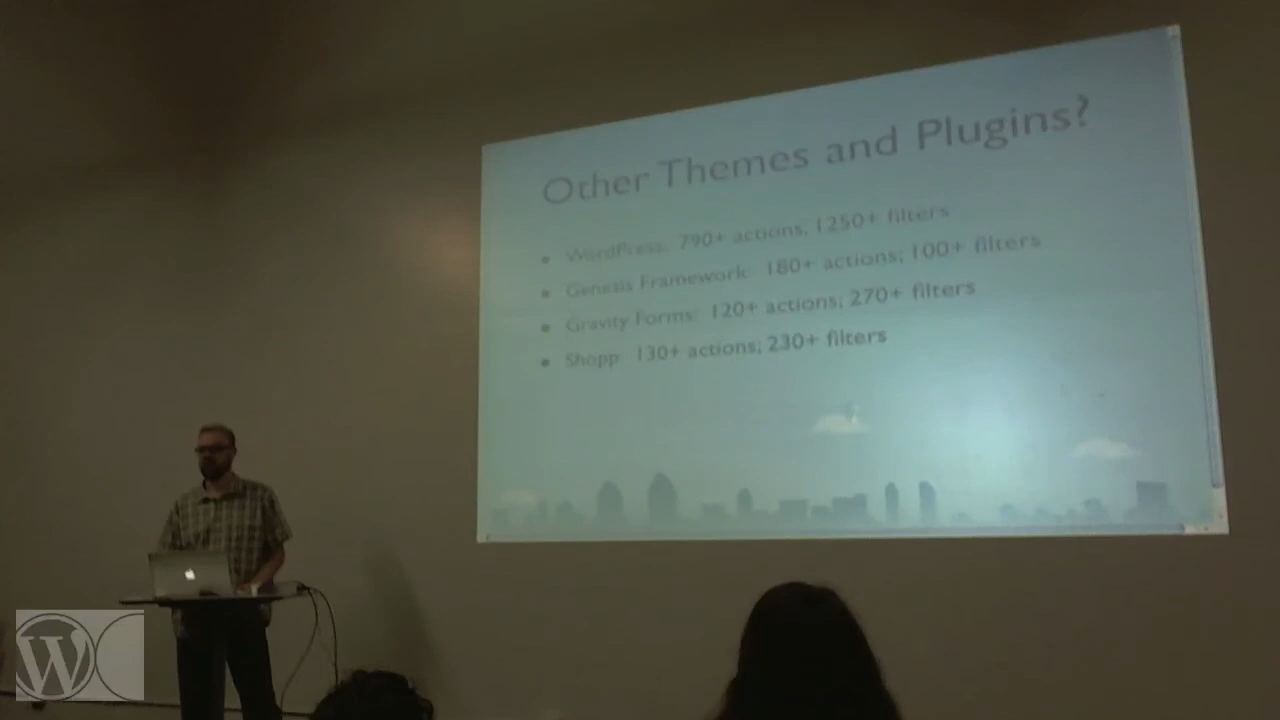 Other Themes and Plugins?
• WordPress: 790+ actions; 1250+ filters
• Genesis Framework: 180+ actions; 100+ filters
• Gravity Forms: 120+ actions; 270+ filters
• Shopp: 130+ actions; 230+ filters
W